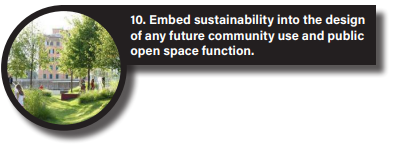 10. Embed sustainability into the design
of any future community use and public
open space function.